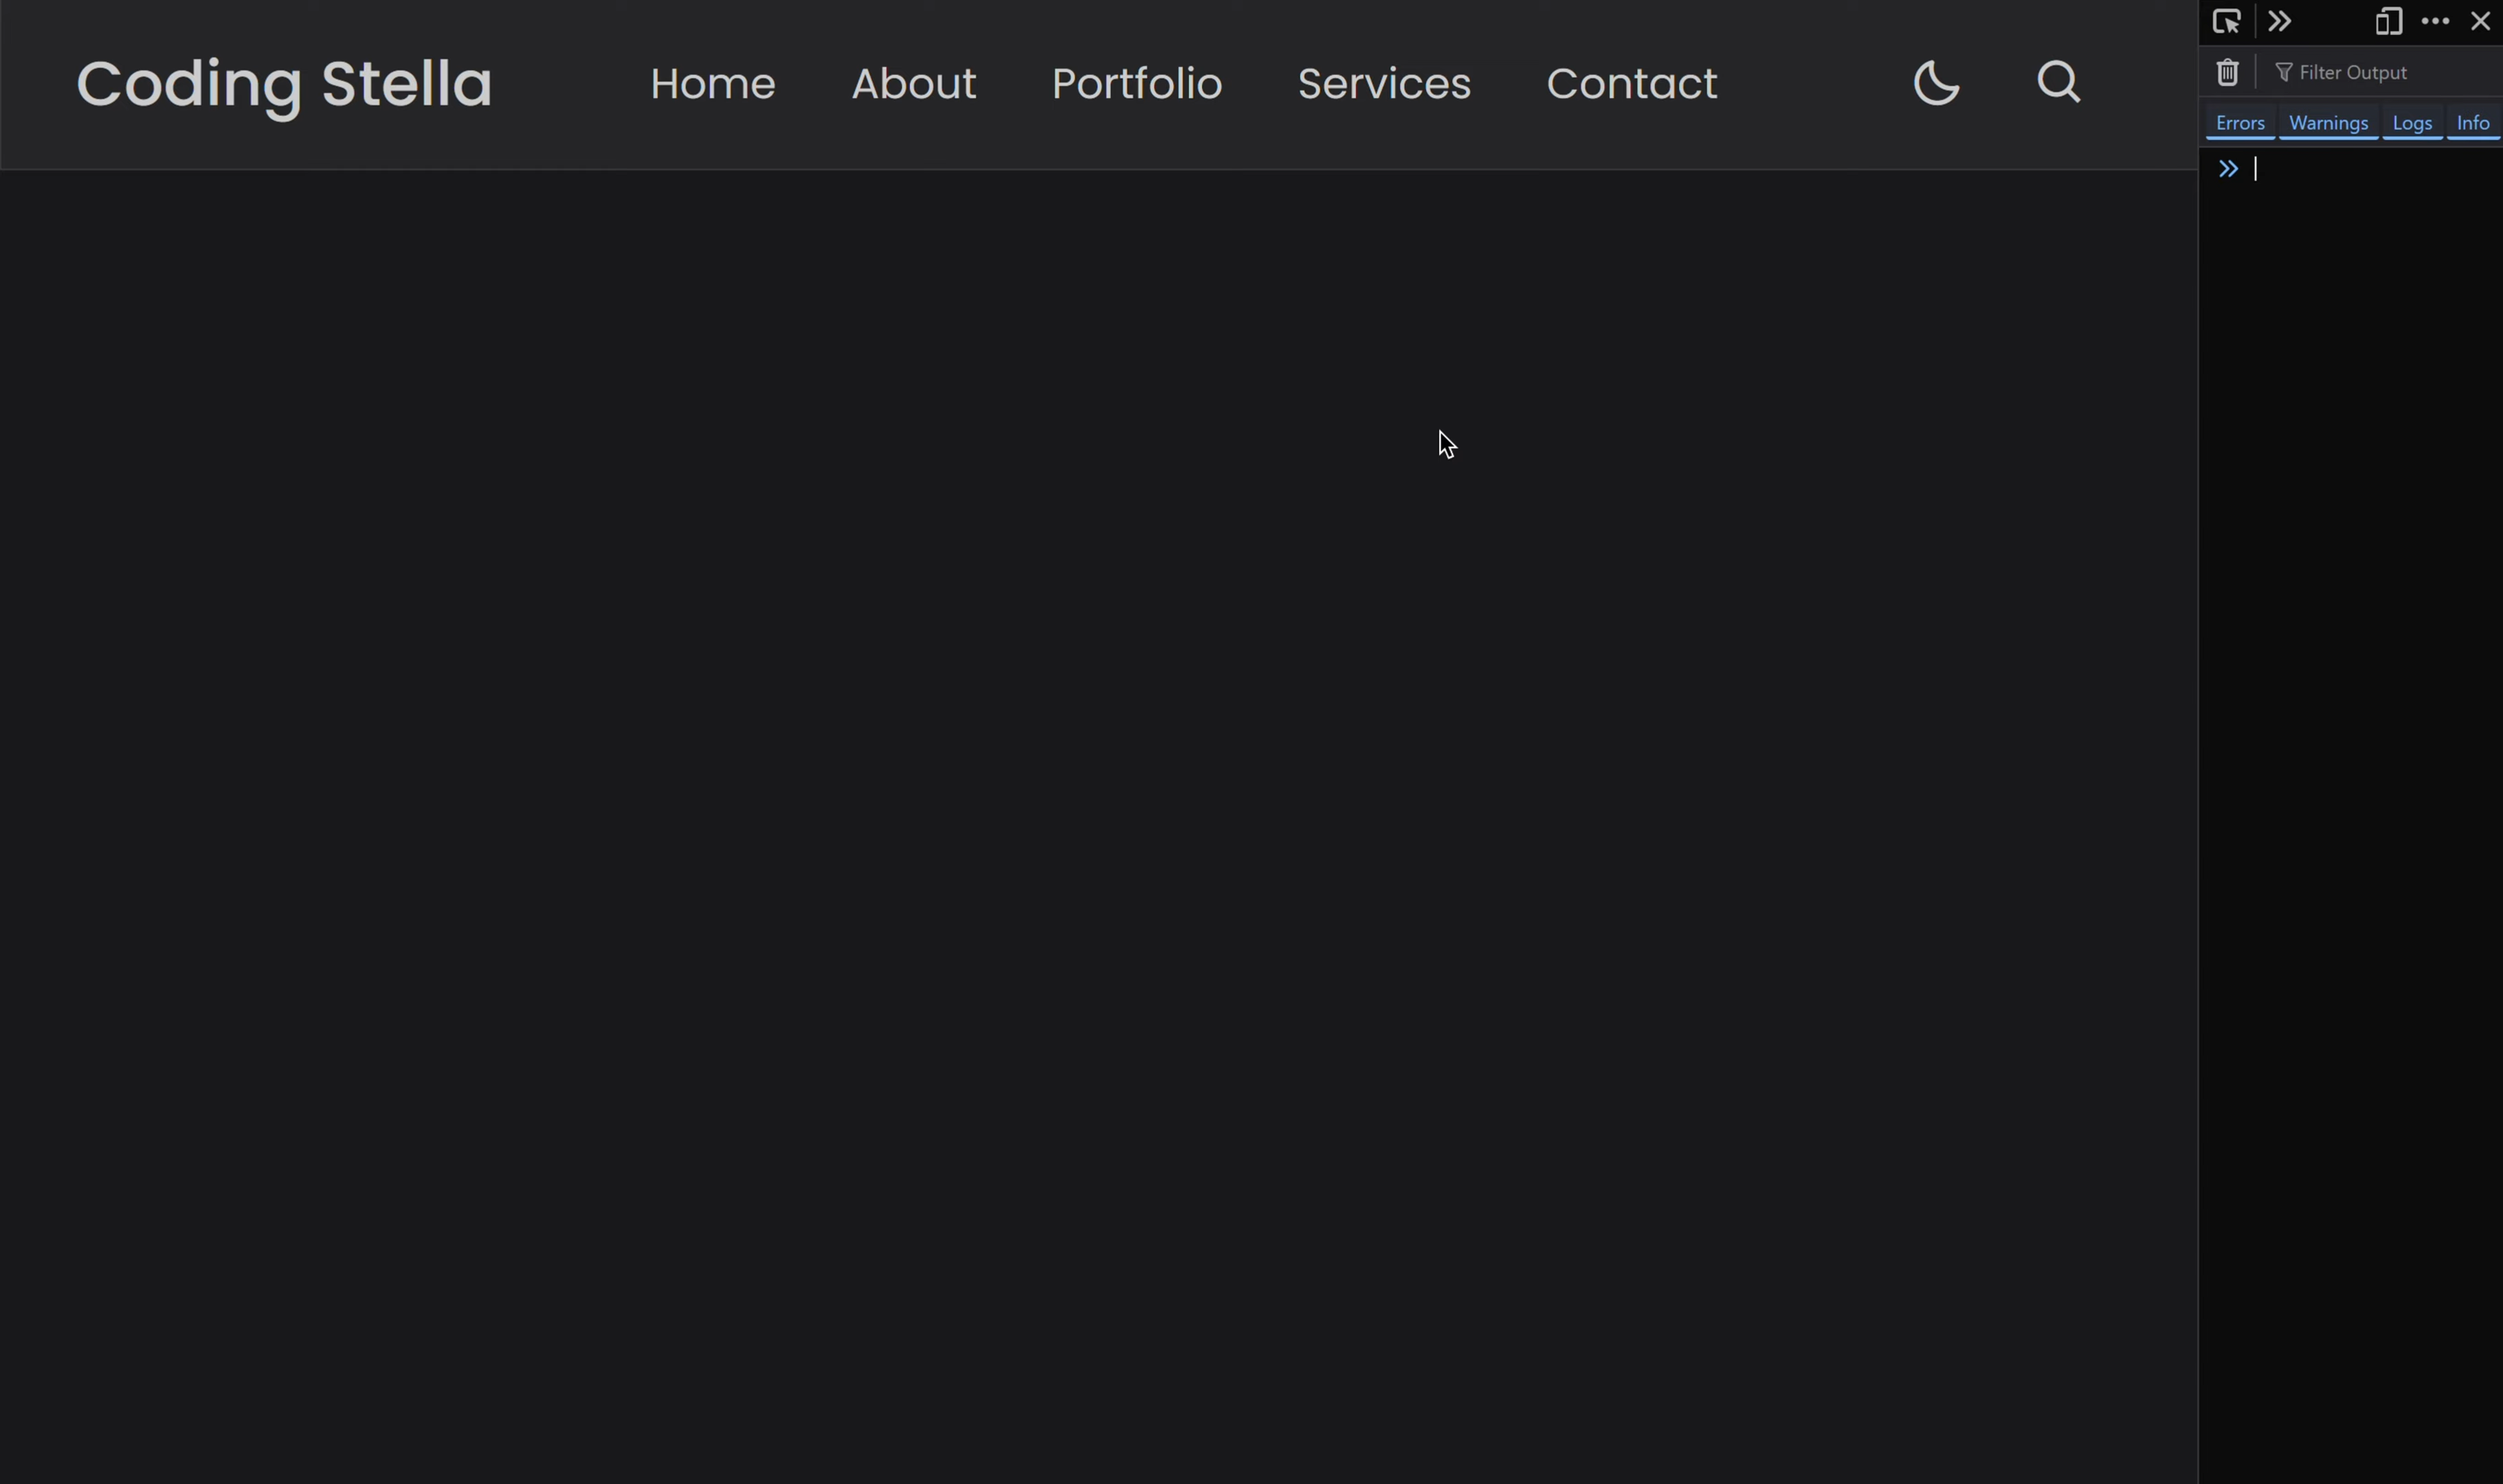 Coding Stella Home About Portfolio Services Contact
Filter Output
Errors Warnings Logs Info